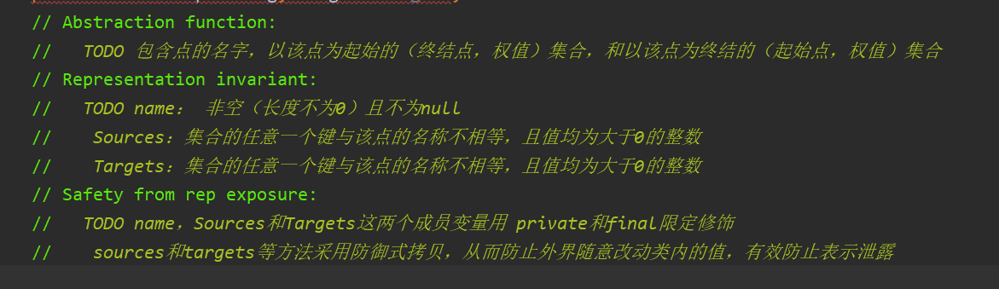 // Abstraction function:
// TODO 包含点的名字，以该点为起始的（终结点，权值）集合，和以该点为终结的（起始点，权值）集合
// Representation invariant:
// TODO name： 非空（长度不为0）且不为null
// Sources：集合的任意一个键与该点的名称不相等，且值均为大于0的整数
// Targets：集合的任意一个键与该点的名称不相等，且值均为大于0的整数
// Safety from rep exposure:
// TODO name，Sources和Targets这两个成员变量用 private和final限定修饰
// sources和targets等方法采用防御式拷贝，从而防止外界随意改动类内的值，有效防止表示泄露